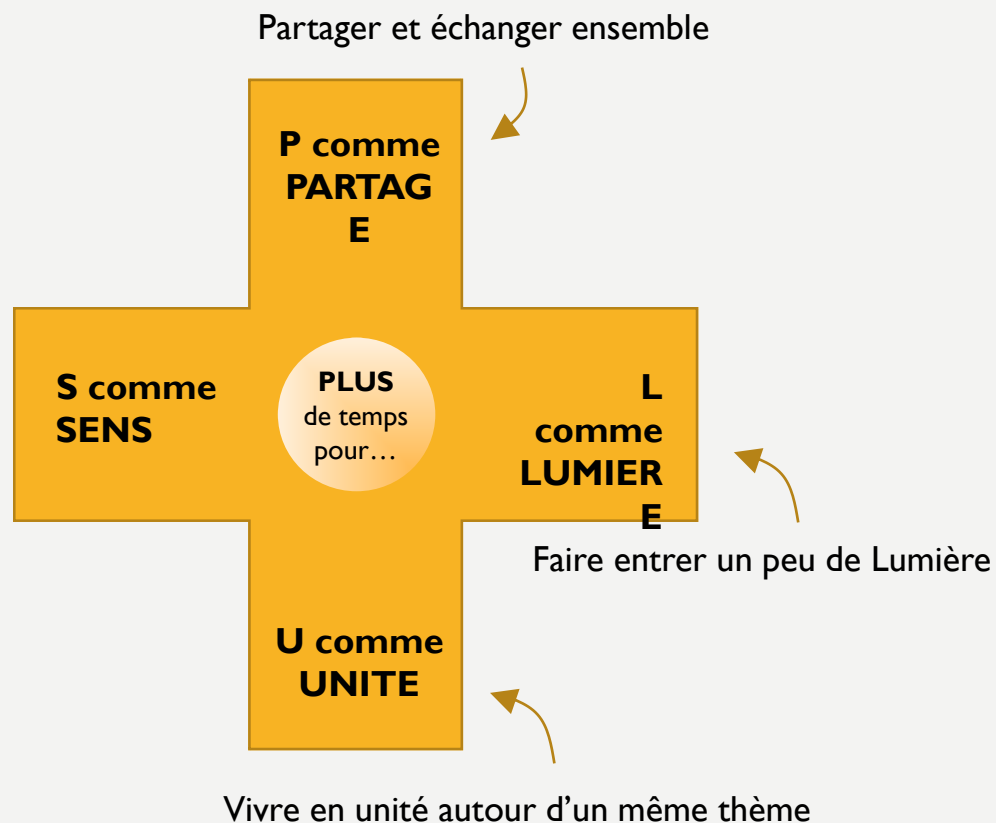 Partager et échanger ensemble
P comme
PARTAG
E
S comme
SENS
PLUS
de temps
pour…
L
comme
LUMIER
E
Faire entrer un peu de Lumière
U comme
UNITE
Vivre en unité autour d’un même thème